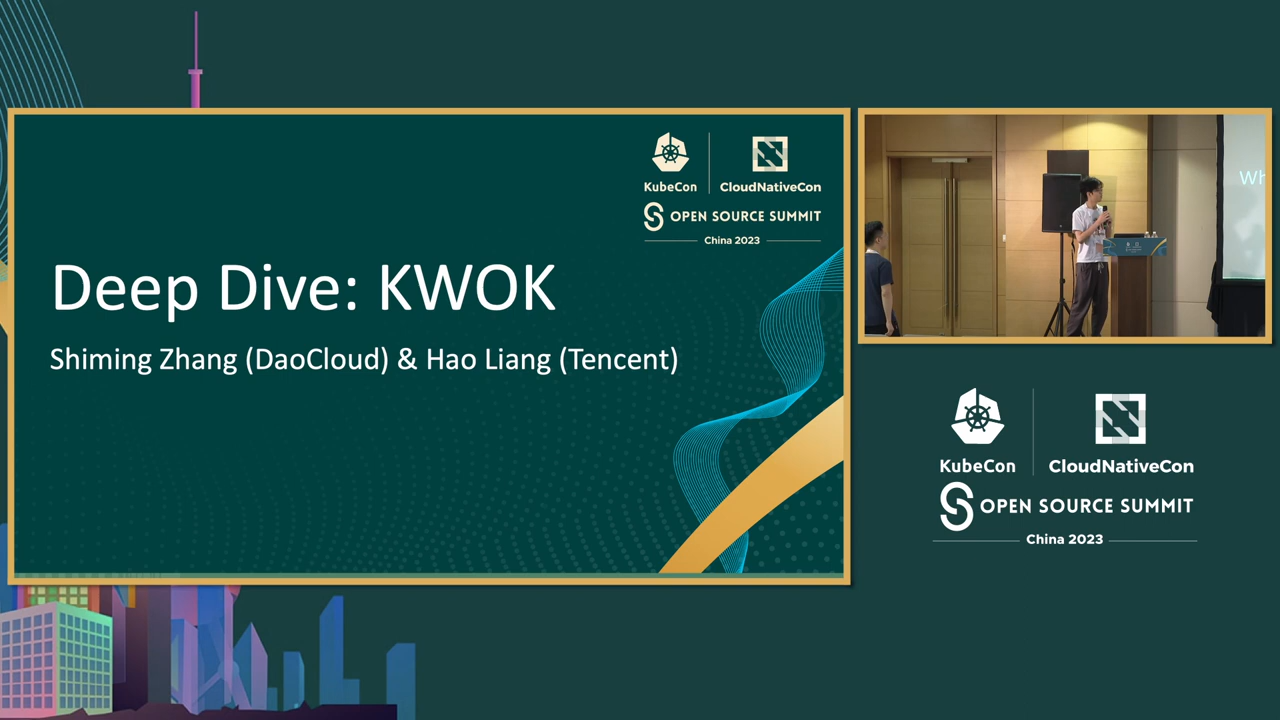 KubeCon
CloudNativeCon
OPEN SOURCE SUMMIT
China 2023
Deep Dive: KWOK
Shiming Zhang (DaoCloud) & Hao Liang (Tencent)
Wh
KubeCon
CloudNativeCon
OPEN SOURCE SUMMIT
China 2023